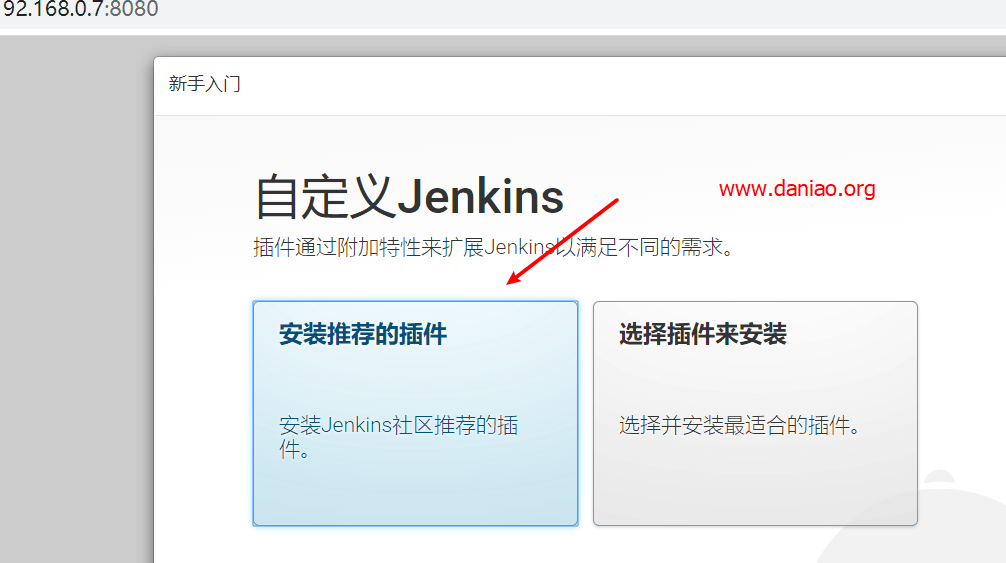 92.168.0.7:8080
新手入门
自定义Jenkins
www.daniao.org
插件通过附加特性来扩展Jenkins以满足不同的需求。
安装推荐的插件
安装Jenkins社区推荐的插
件。
选择插件来安装
选择并安装最适合的插件。